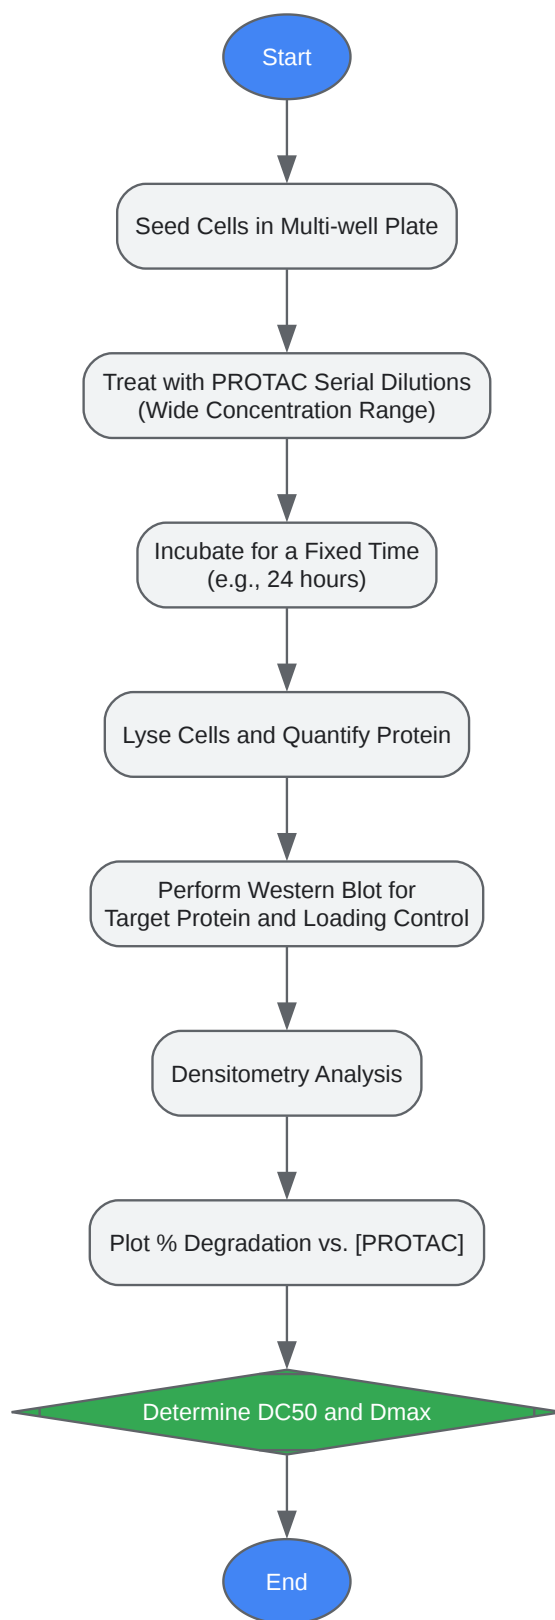 Start
Seed Cells in Multi-well Plate
Treat with PROTAC Serial Dilutions
(Wide Concentration Range)
Incubate for a Fixed Time
(e.g., 24 hours)
Lyse Cells and Quantify Protein
Perform Western Blot for
Target Protein and Loading Control
Densitometry Analysis
Plot % Degradation vs. [PROTAC]
Determine DC50 and Dmax
End